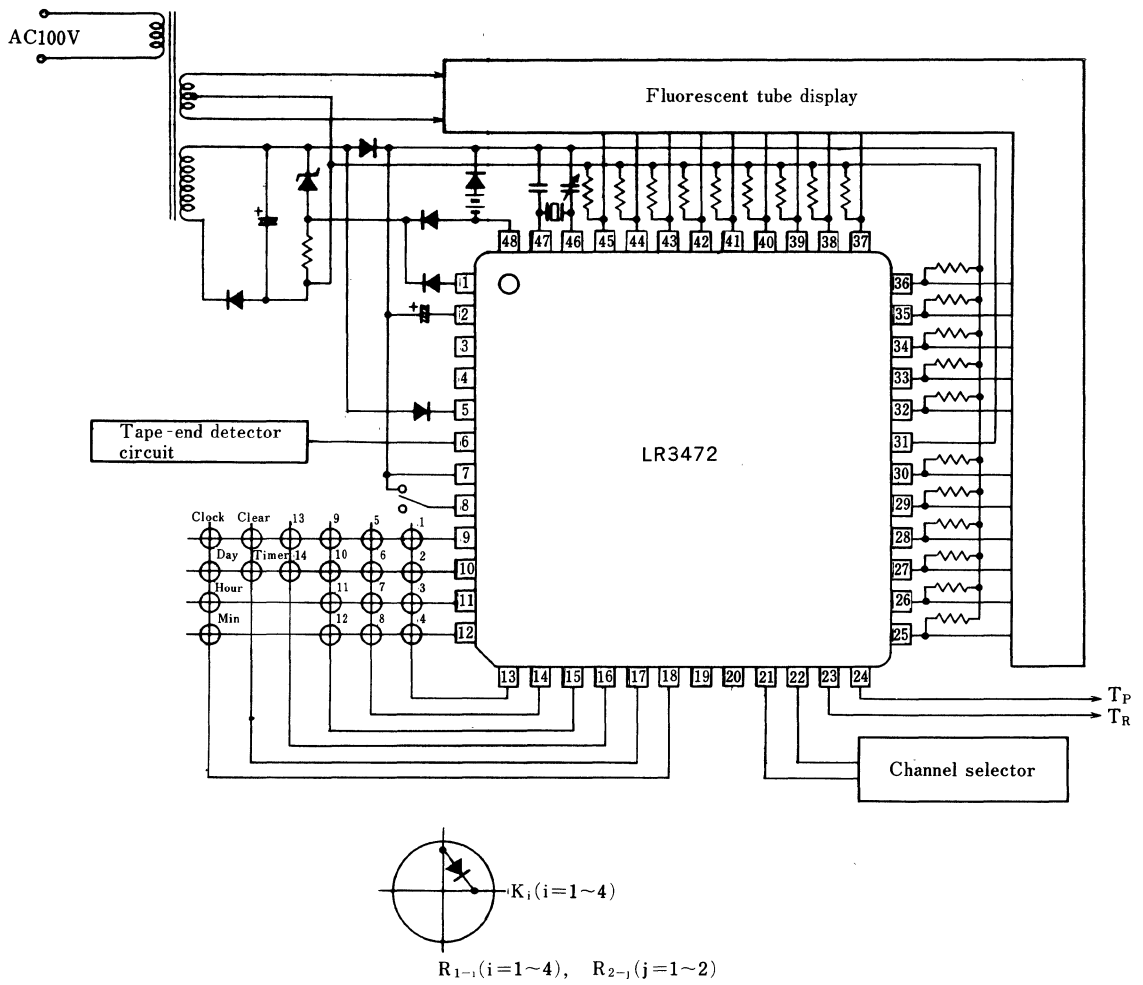 AC100V
Fluorescent tube display
48 47 46 45 44 43 42 41 40 39 38 37
1
2
3
4
5
6
7
8
9
10
11
12
36
35
34
33
32
31
30
29
28
27
26
25
LR3472
Tape-end detector
circuit
Clock Clear 13 9 5 1
Day Timer 14 10 6 2
Hour 11 7 3
Min 12 8 4
13 14 15 16 17 18 19 20 21 22 23 24
TP
TR
Channel selector
Ki(i=1~4)
R1-i(i=1~4), R2-j(j=1~2)